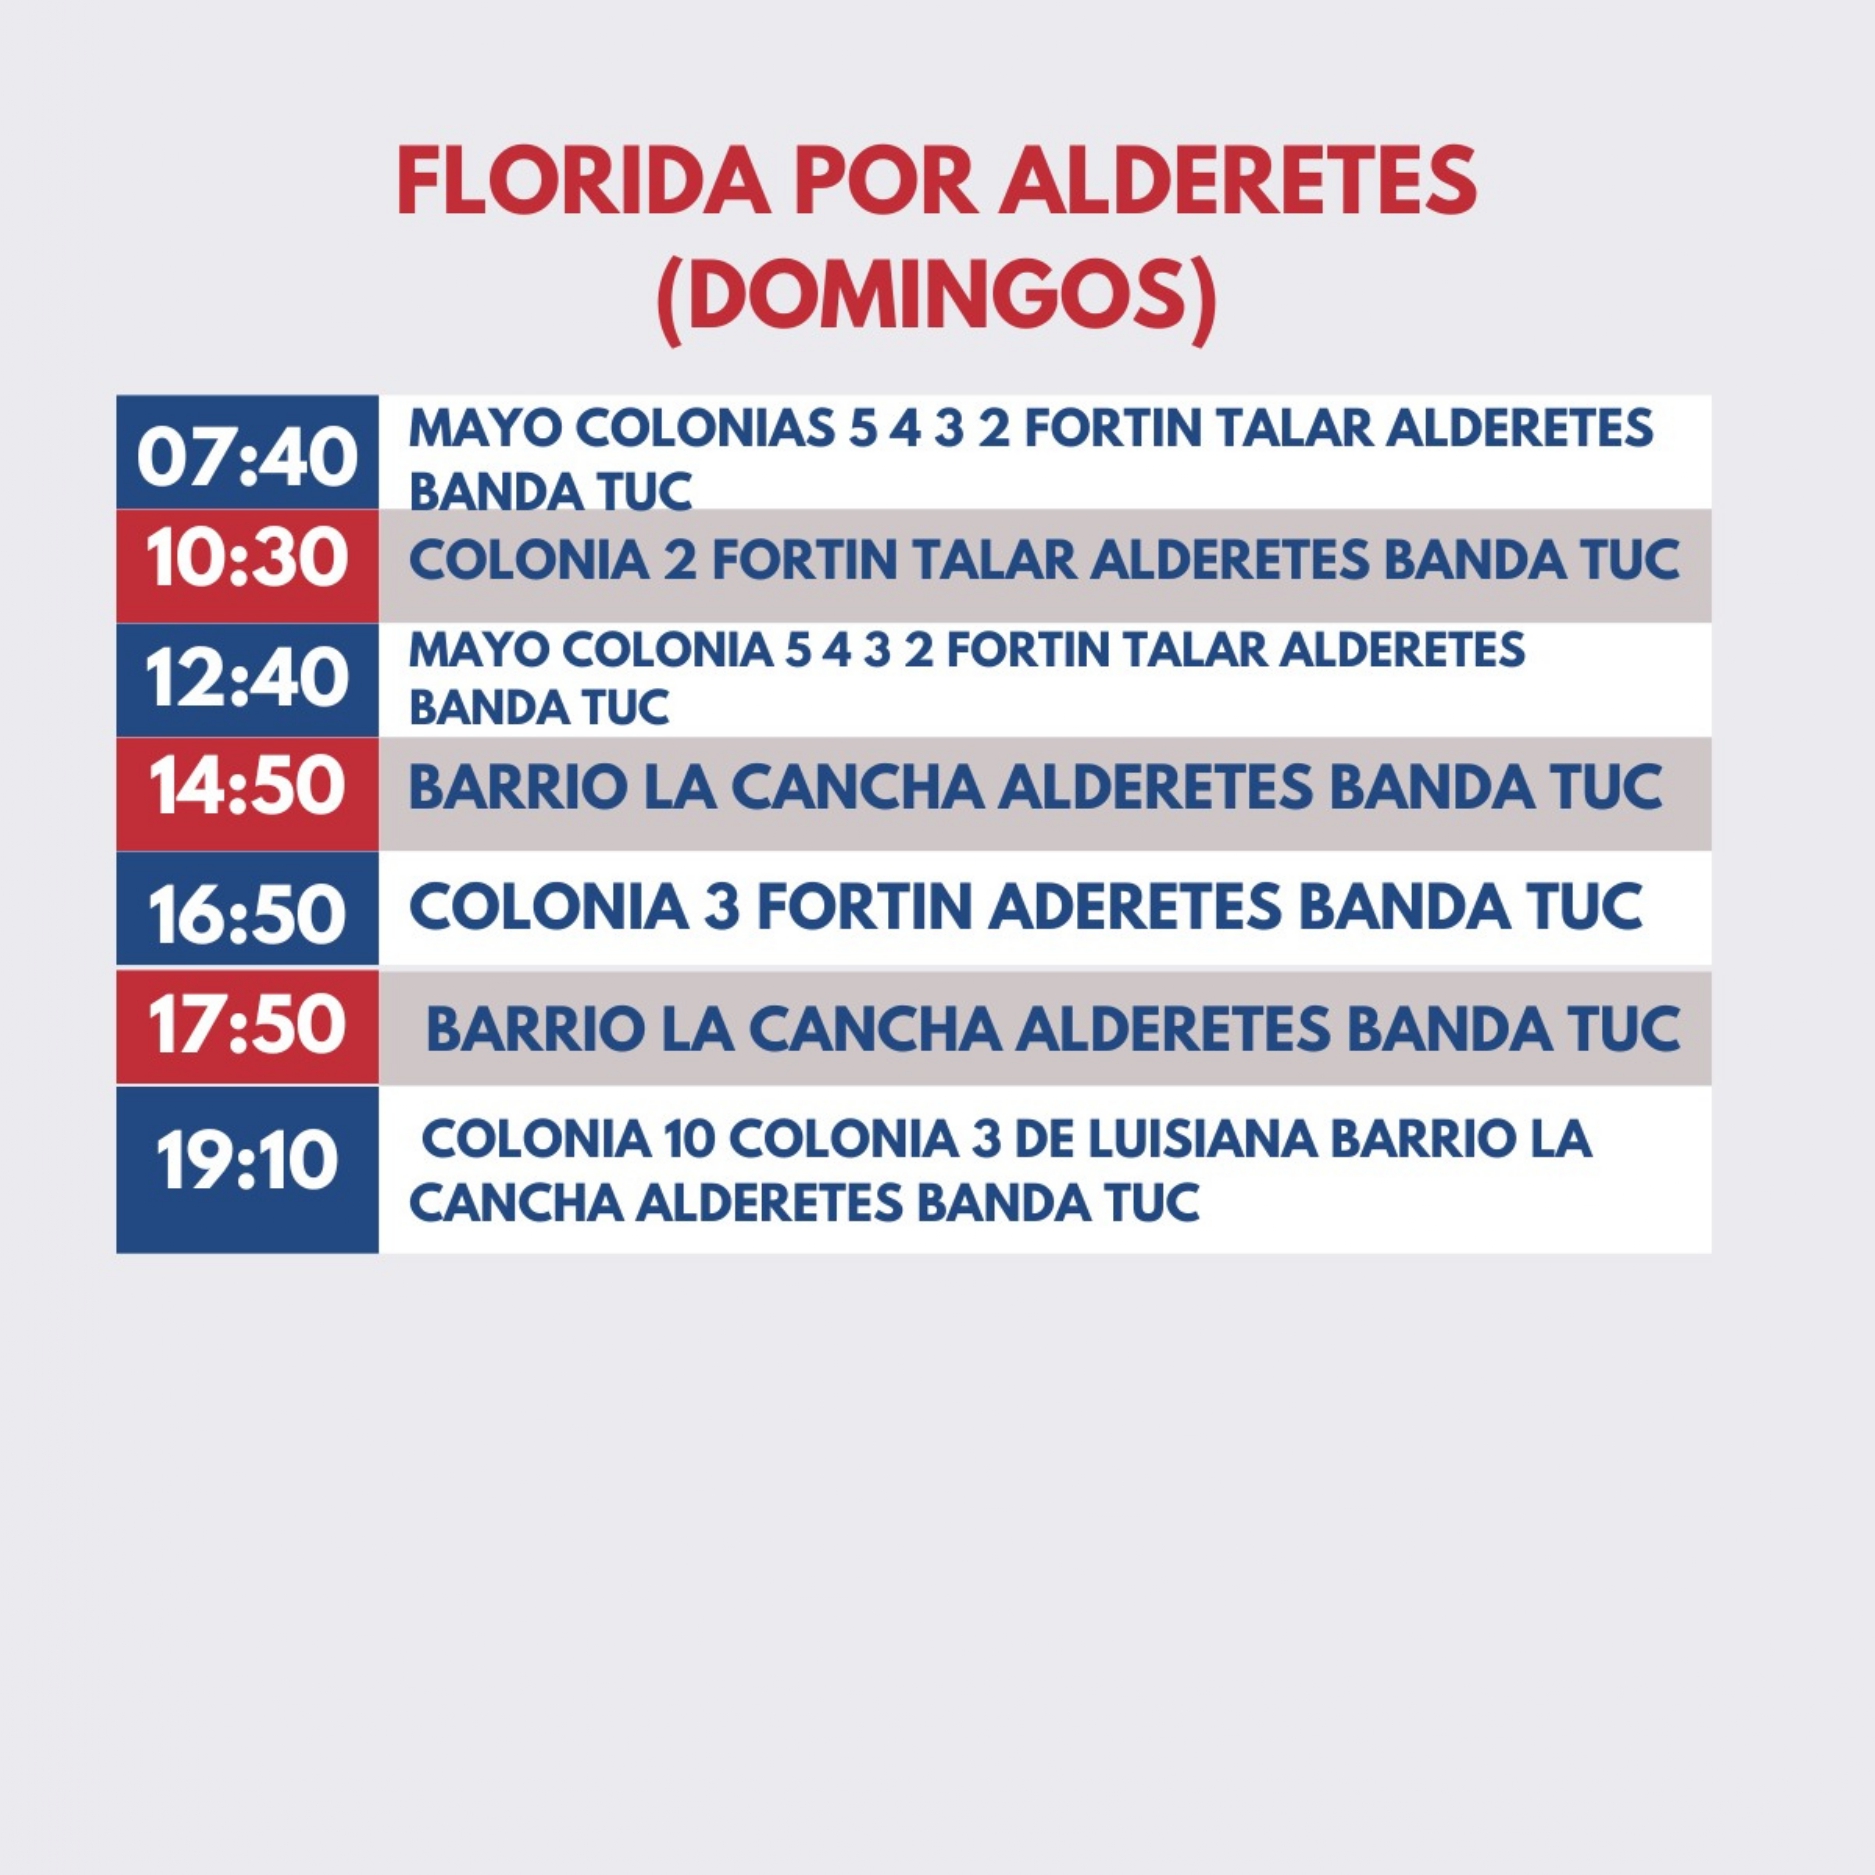 FLORIDA POR ALDERETES
(DOMINGOS)
07:40
MAYO COLONIAS 5 4 3 2 FORTIN TALAR ALDERETES
BANDA TUC
10:30
COLONIA 2 FORTIN TALAR ALDERETES BANDA TUC
12:40
MAYO COLONIA 5 4 3 2 FORTIN TALAR ALDERETES
BANDA TUC
14:50
BARRIO LA CANCHA ALDERETES BANDA TUC
16:50
COLONIA 3 FORTIN ADERETES BANDA TUC
17:50
BARRIO LA CANCHA ALDERETES BANDA TUC
19:10
COLONIA 10 COLONIA 3 DE LUISIANA BARRIO LA
CANCHA ALDERETES BANDA TUC